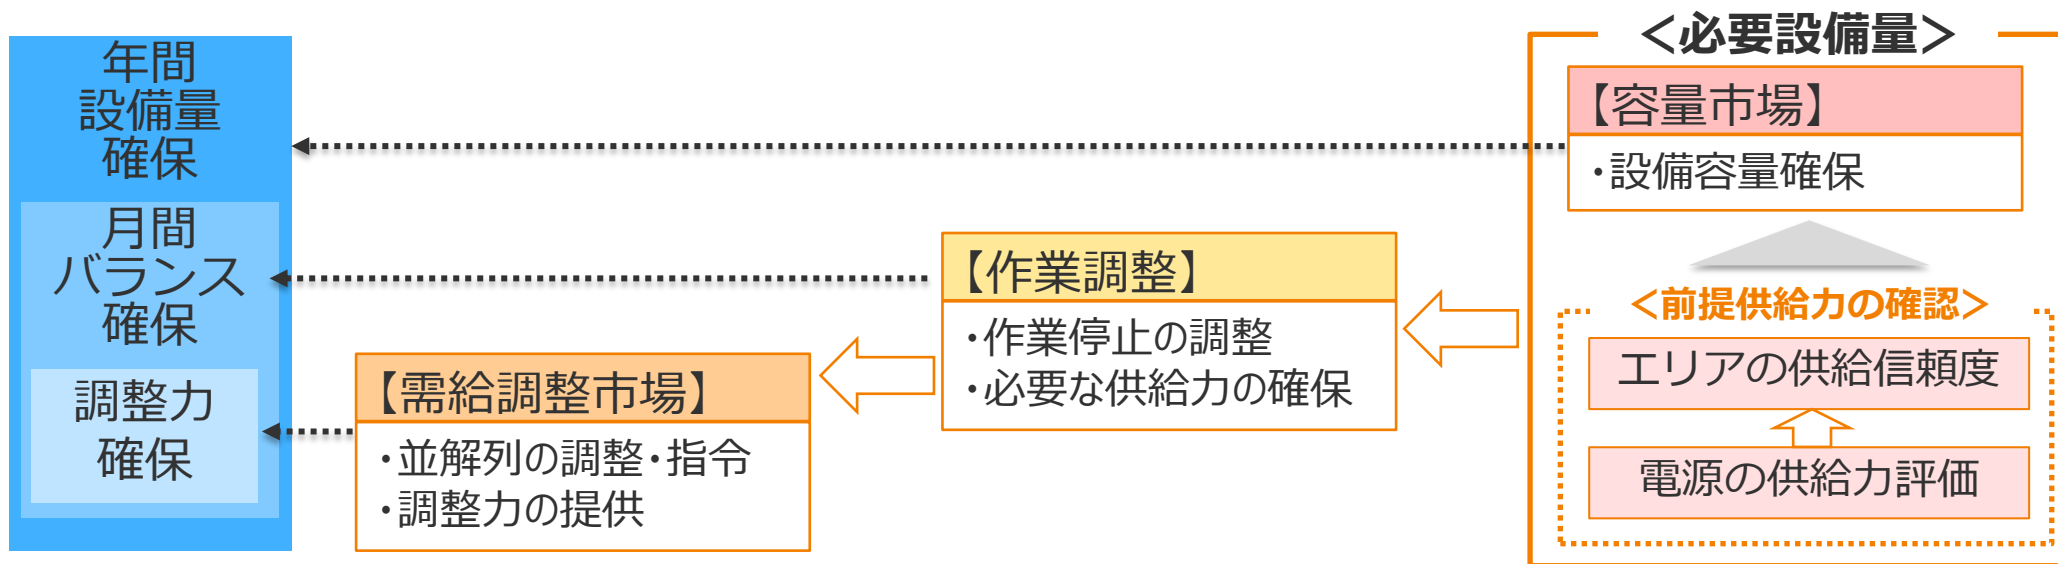 年間
設備量
確保
月間
バランス
確保
調整力
確保
【需給調整市場】
・並解列の調整・指令
・調整力の提供
【作業調整】
・作業停止の調整
・必要な供給力の確保
＜必要設備量＞
【容量市場】
・設備容量確保
＜前提供給力の確認＞
エリアの供給信頼度
電源の供給力評価